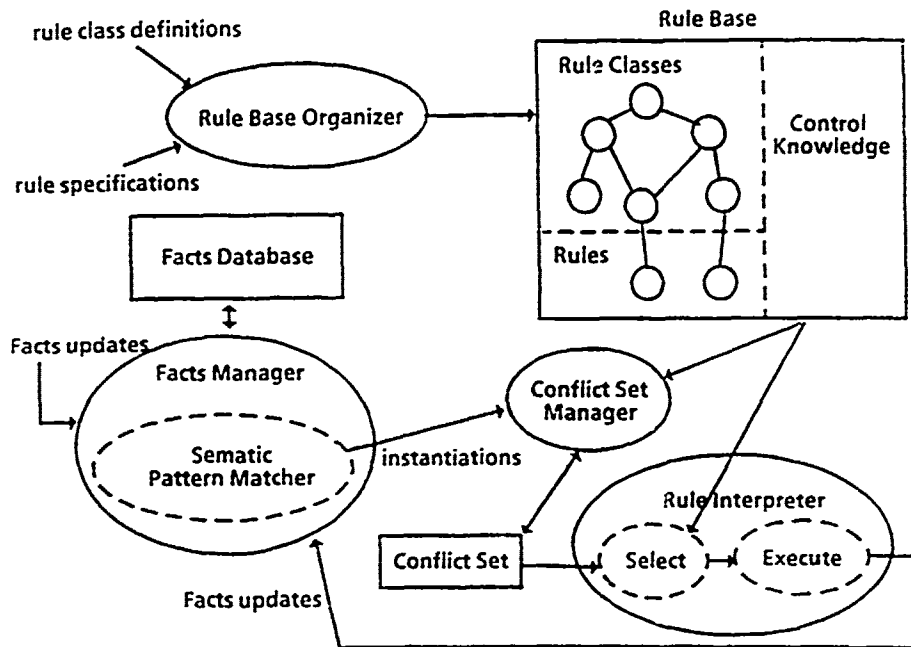 Rule Base
rule class definitions
Rule Classes
Rule Base Organizer
Control
Knowledge
rule specifications
Facts Database
Rules
Facts updates
Facts Manager
Conflict Set
Manager
Sematic
Pattern Matcher
instantiations
Rule Interpreter
Conflict Set
Select
Execute
Facts updates